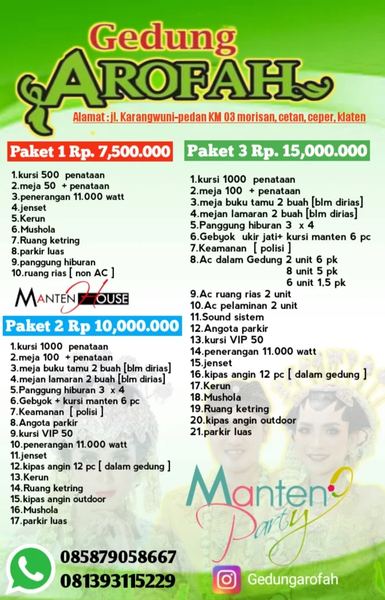 Gedung
AROFAH
Alamat : jl. Karangwuni-pedan KM 03 morisan, cetan, ceper, klaten
Paket 1 Rp. 7,500.000
1.kursi 500 penataan
2.meja 50 + penataan
3.penerangan 11.000 watt
4.jenset
5.Kerun
6.Mushola
7.Ruang ketring
8.parkir luas
9.panggung hiburan
10.ruang rias [ non AC ]
MANTEN HOUSE
Paket 2 Rp 10,000.000
1.kursi 1000 penataan
2.meja 100 + penataan
3.meja buku tamu 2 buah [blm dirias]
4.mejan lamaran 2 buah [blm dirias]
5.Panggung hiburan 3 x 4
6.Gebyok + kursi manten 6 pc
7.Keamanan [ polisi ]
8.Angota parkir
9.kursi VIP 50
10.penerangan 11.000 watt
11.jenset
12.kipas angin 12 pc [ dalam gedung ]
13.Kerun
14.Ruang ketring
15.kipas angin outdoor
16.Mushola
17.parkir luas
Paket 3 Rp. 15,000.000
1.kursi 1000 penataan
2.meja 100 + penataan
3.meja buku tamu 2 buah [blm dirias]
4.mejan lamaran 2 buah [blm dirias]
5.Panggung hiburan 3 x 4
6.Gebyok ukir jati+ kursi manten 6 pc
7.Keamanan [ polisi ]
8.Ac dalam Gedung 2 unit 6 pk
8 unit 5 pk
6 unit 1,5 pk
9.Ac ruang rias 2 unit
10.Ac pelaminan 2 unit
11.Sound sistem
12.Angota parkir
13.kursi VIP 50
14.penerangan 11.000 watt
15.jenset
16.kipas angin 12 pc [ dalam gedung ]
17.Kerun
18.Mushola
19.Ruang ketring
20.kipas angin outdoor
21.parkir luas
Manten
Party
085879058667
081393115229
Gedungarofah